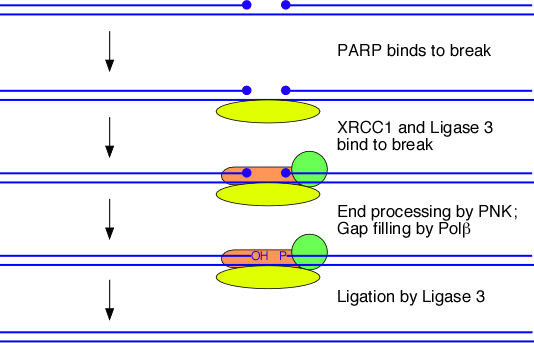 PARP binds to break
XRCC1 and Ligase 3
bind to break
End processing by PNK;
Gap filling by Polβ
OH P
Ligation by Ligase 3